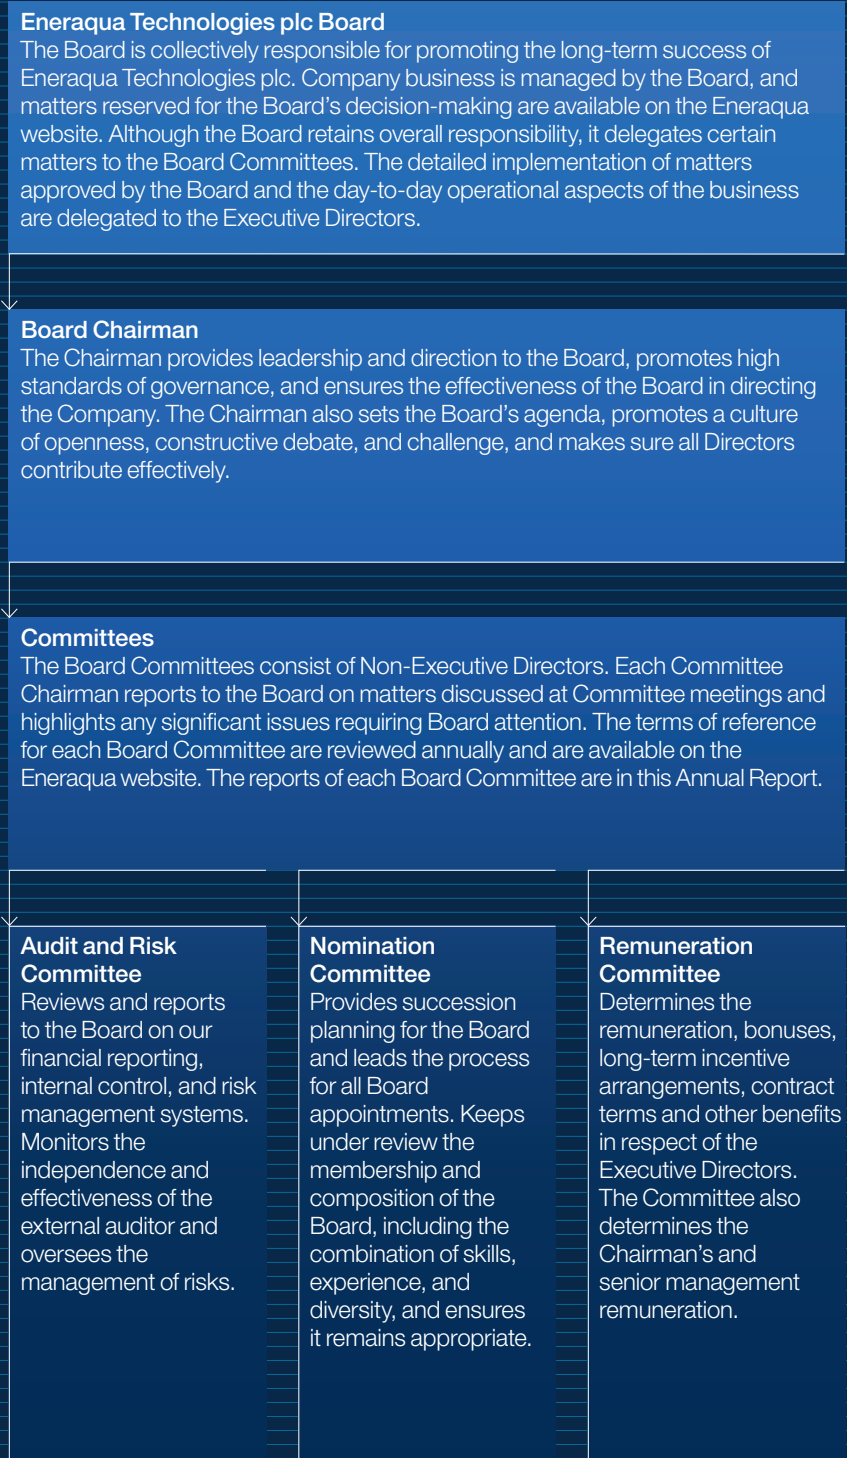 Eneraqua Technologies plc Board
The Board is collectively responsible for promoting the long-term success of
Eneraqua Technologies plc. Company business is managed by the Board, and
matters reserved for the Board's decision-making are available on the Eneraqua
website. Although the Board retains overall responsibility, it delegates certain
matters to the Board Committees. The detailed implementation of matters
approved by the Board and the day-to-day operational aspects of the business
are delegated to the Executive Directors.
Board Chairman
The Chairman provides leadership and direction to the Board, promotes high
standards of governance, and ensures the effectiveness of the Board in directing
the Company. The Chairman also sets the Board's agenda, promotes a culture
of openness, constructive debate, and challenge, and makes sure all Directors
contribute effectively.
Committees
The Board Committees consist of Non-Executive Directors. Each Committee
Chairman reports to the Board on matters discussed at Committee meetings and
highlights any significant issues requiring Board attention. The terms of reference
for each Board Committee are reviewed annually and are available on the
Eneraqua website. The reports of each Board Committee are in this Annual Report.
Audit and Risk
Committee
Reviews and reports
to the Board on our
financial reporting,
internal control, and risk
management systems.
Monitors the
independence and
effectiveness of the
external auditor and
oversees the
management of risks.
Nomination
Committee
Provides succession
planning for the Board
and leads the process
for all Board
appointments. Keeps
under review the
membership and
composition of the
Board, including the
combination of skills,
experience, and
diversity, and ensures
it remains appropriate.
Remuneration
Committee
Determines the
remuneration, bonuses,
long-term incentive
arrangements, contract
terms and other benefits
in respect of the
Executive Directors.
The Committee also
determines the
Chairman's and
senior management
remuneration.